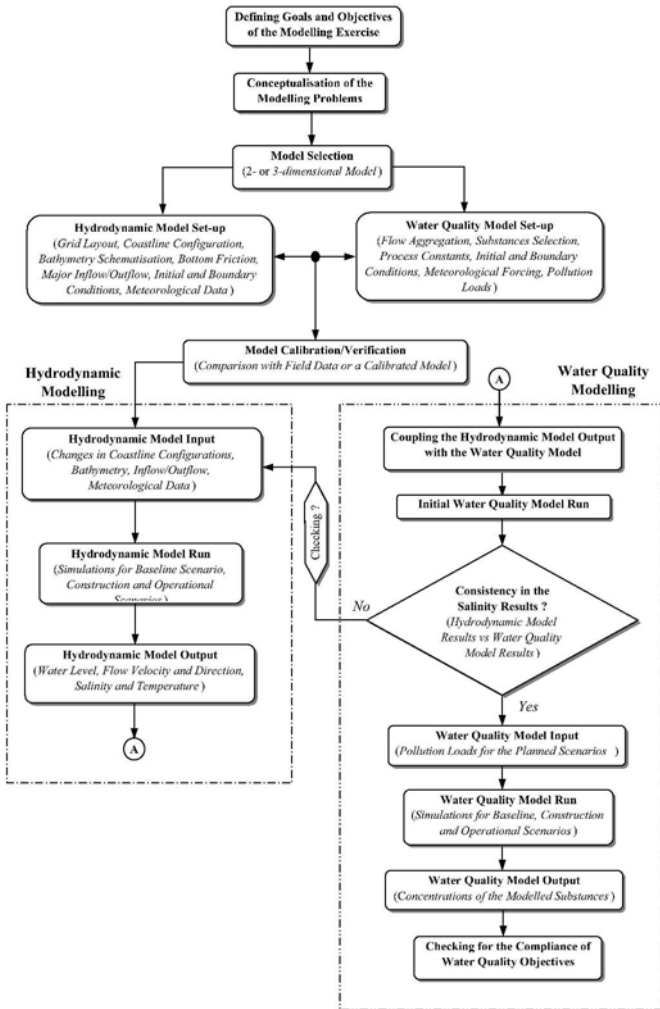 Defining Goals and Objectives
of the Modelling Exercise
Conceptualisation of the
Modelling Problems
Model Selection
(2- or 3-dimensional Model)
Hydrodynamic Model Set-up
(Grid Layout, Coastline Configuration,
Bathymetry Schematisation, Bottom Friction,
Major Inflow/Outflow, Initial and Boundary
Conditions, Meteorological Data)
Water Quality Model Set-up
(Flow Aggregation, Substances Selection,
Process Constants, Initial and Boundary
Conditions, Meteorological Forcing, Pollution
Loads)
Model Calibration/Verification
(Comparison with Field Data or a Calibrated Model)
Hydrodynamic
Modelling
Hydrodynamic Model Input
(Changes in Coastline Configurations,
Bathymetry, Inflow/Outflow,
Meteorological Data)
Hydrodynamic Model Run
(Simulations for Baseline Scenario,
Construction and Operational
Scenarios)
Hydrodynamic Model Output
(Water Level, Flow Velocity and Direction,
Salinity and Temperature)
A
Checking ?
Water Quality
Modelling
A
Coupling the Hydrodynamic Model Output
with the Water Quality Model
Initial Water Quality Model Run
Consistency in the
Salinity Results ?
(Hydrodynamic Model
Results vs Water Quality
Model Results)
No
Yes
Water Quality Model Input
(Pollution Loads for the Planned Scenarios )
Water Quality Model Run
(Simulations for Baseline, Construction
and Operational Scenarios)
Water Quality Model Output
(Concentrations of the Modelled Substances)
Checking for the Compliance of
Water Quality Objectives